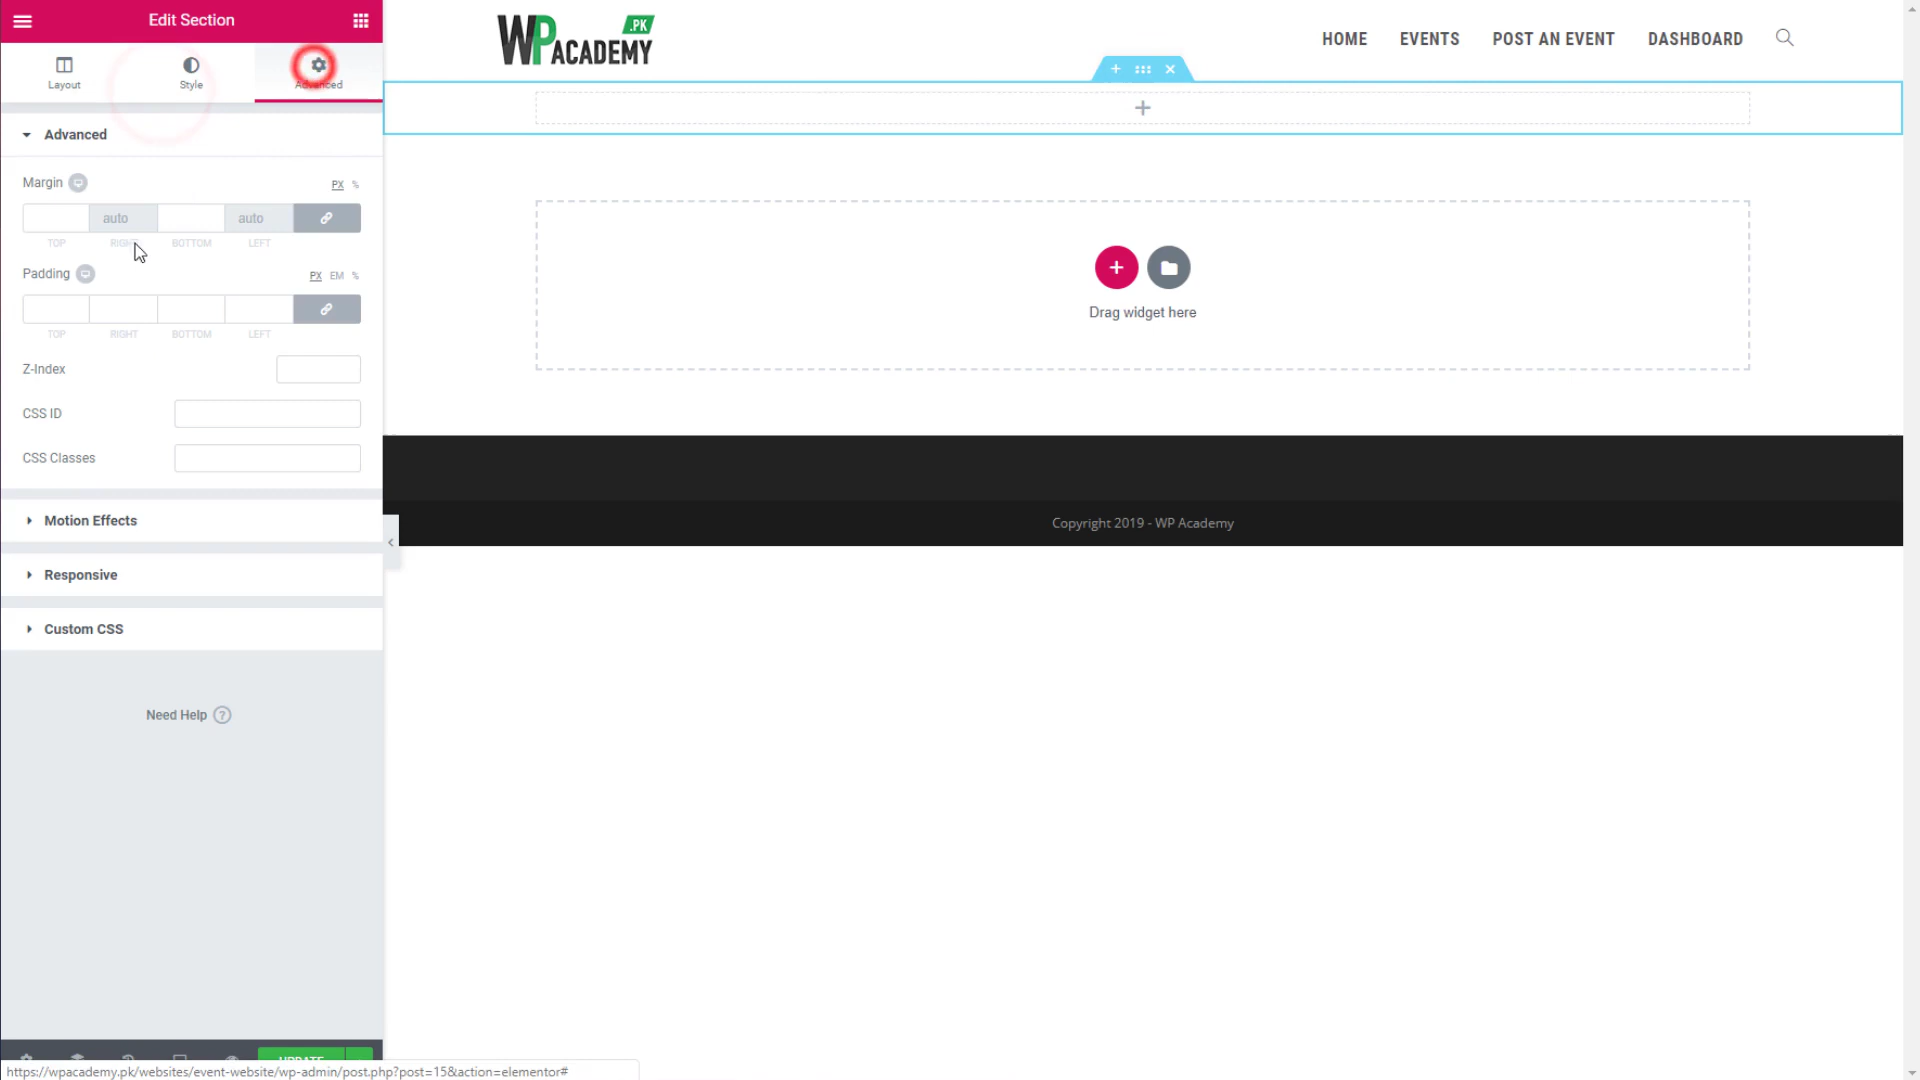 Edit Section
Layout
Style
Advanced
Advanced
Margin
PX %
auto
auto
TOP RIGHT BOTTOM LEFT
Padding
PX EM %
TOP RIGHT BOTTOM LEFT
Z-Index
CSS ID
CSS Classes
Motion Effects
Responsive
Custom CSS
Need Help ?
UPDATE
https://wpacademy.pk/websites/event-website/wp-admin/post.php?post=15&action=elementor#
WP ACADEMY .PK
HOME EVENTS POST AN EVENT DASHBOARD
Drag widget here
Copyright 2019 - WP Academy